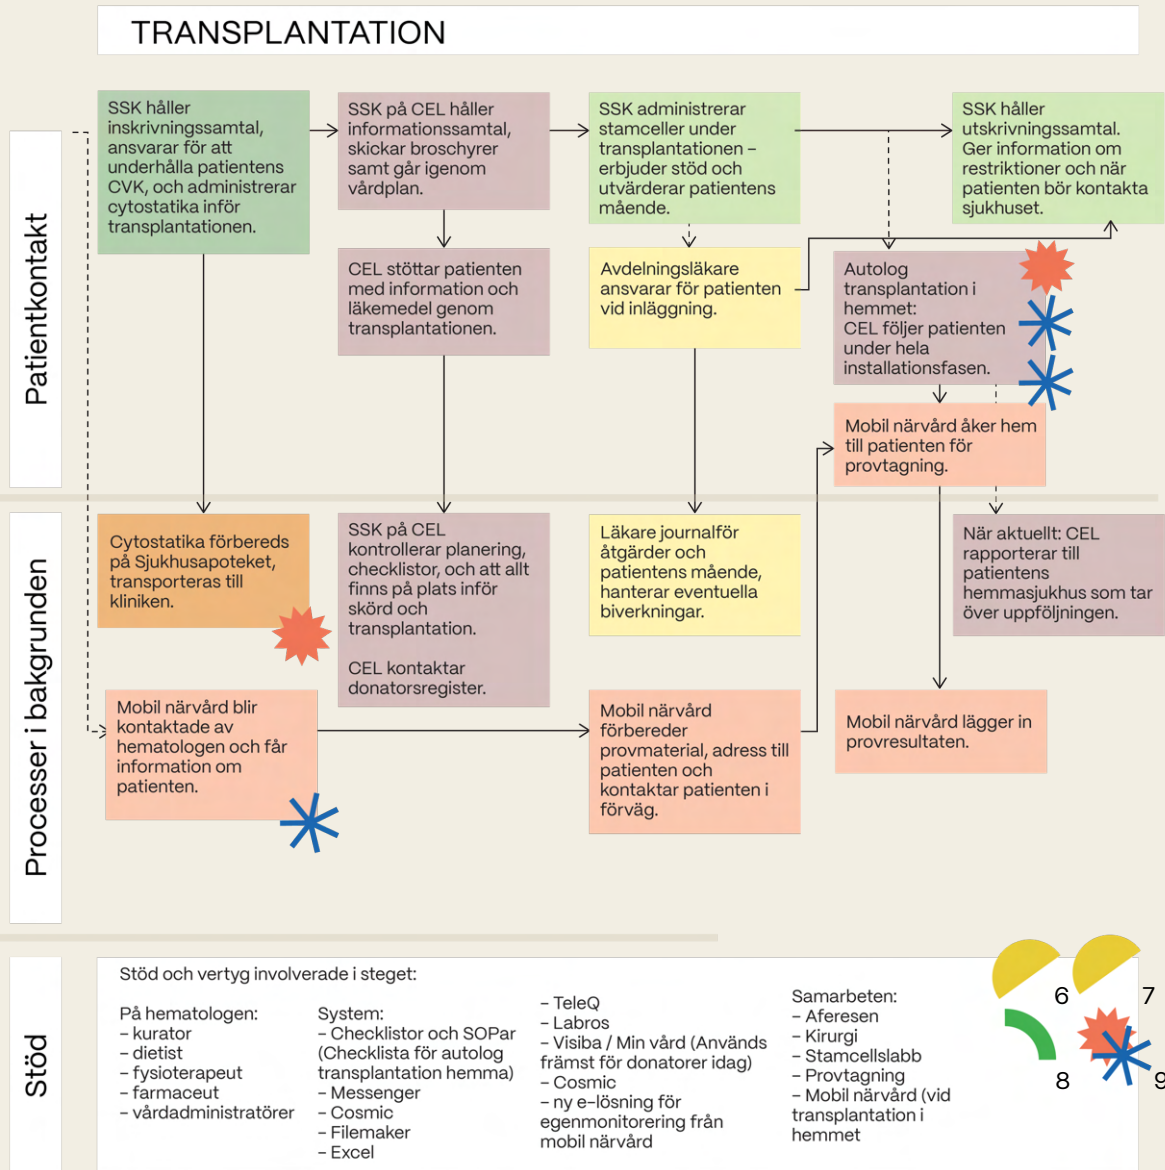 TRANSPLANTATION
Patientkontakt
SSK håller
inskrivningssamtal,
ansvarar för att
underhålla patientens
CVK, och administrerar
cytostatika inför
transplantationen.
SSK på CEL håller
informationssamtal,
skickar broschyrer
samt går igenom
vårdplan.
SSK administrerar
stamceller under
transplantationen –
erbjuder stöd och
utvärderar patientens
mående.
SSK håller
utskrivningssamtal.
Ger information om
restriktioner och när
patienten bör kontakta
sjukhuset.
CEL stöttar patienten
med information och
läkemedel genom
transplantationen.
Avdelningsläkare
ansvarar för patienten
vid inläggning.
Autolog
transplantation i
hemmet:
CEL följer patienten
under hela
installationsfasen.
Mobil närvård åker hem
till patienten för
provtagning.
Processer i bakgrunden
Cytostatika förbereds
på Sjukhusapoteket,
transporteras till
kliniken.
SSK på CEL
kontrollerar planering,
checklistor, och att allt
finns på plats inför
skörd och
transplantation.
CEL kontaktar
donatorsregister.
Läkare journalför
åtgärder och
patientens mående,
hanterar eventuella
biverkningar.
När aktuellt: CEL
rapporterar till
patientens
hemmasjukhus som tar
över uppföljningen.
Mobil närvård blir
kontaktade av
hematologen och får
information om
patienten.
Mobil närvård
förbereder
provmaterial, adress till
patienten och
kontaktar patienten i
förväg.
Mobil närvård lägger in
provresultaten.
Stöd
Stöd och vertyg involverade i steget:
På hematologen:
– kurator
– dietist
– fysioterapeut
– farmaceut
– vårdadministratörer
System:
– Checklistor och SOPar
(Checklista för autolog
transplantation hemma)
– Messenger
– Cosmic
– Filemaker
– Excel
– TeleQ
– Labros
– Visiba / Min vård (Används
främst för donatorer idag)
– Cosmic
– ny e-lösning för
egenmonitorering från
mobil närvård
Samarbeten:
– Aferesen
– Kirurgi
– Stamcellslabb
– Provtagning
– Mobil närvård (vid
transplantation i
hemmet
6
7
8
9